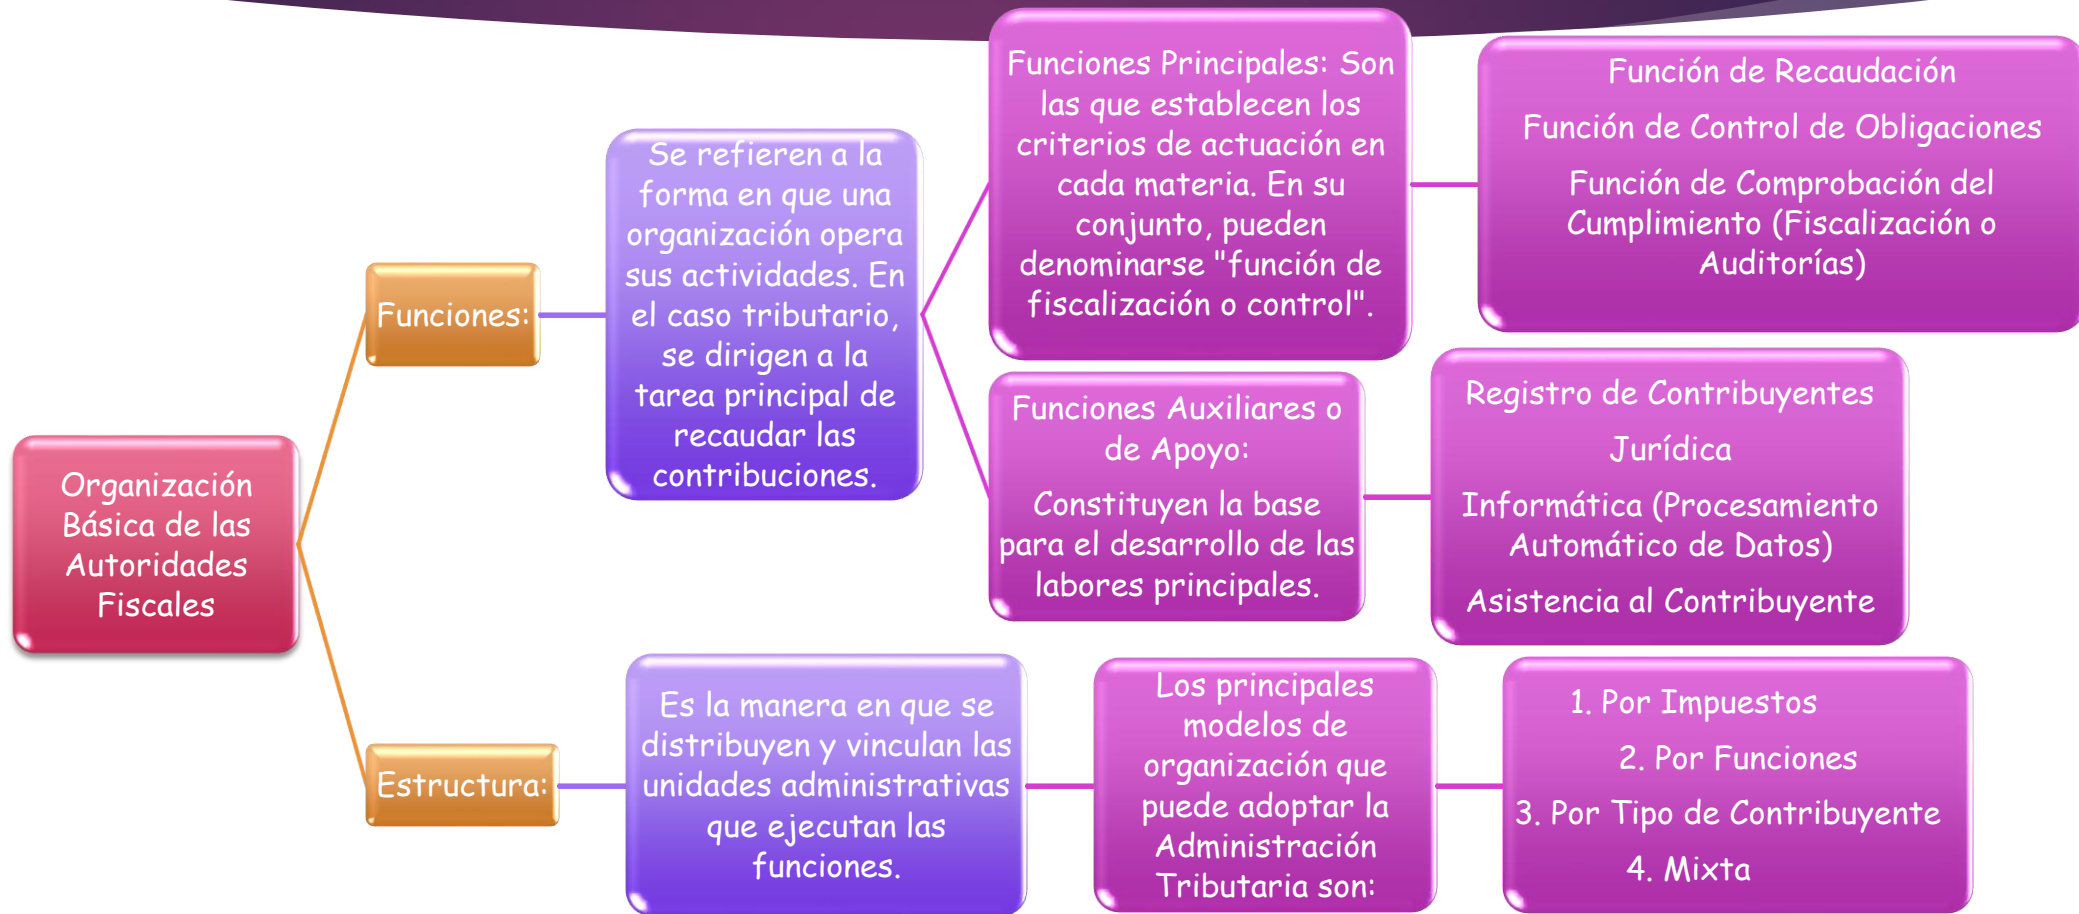 Organización
Básica de las
Autoridades
Fiscales
Funciones:
Se refieren a la
forma en que una
organización opera
sus actividades. En
el caso tributario,
se dirigen a la
tarea principal de
recaudar las
contribuciones.
Funciones Principales: Son
las que establecen los
criterios de actuación en
cada materia. En su
conjunto, pueden
denominarse "función de
fiscalización o control".
Función de Recaudación
Función de Control de Obligaciones
Función de Comprobación del
Cumplimiento (Fiscalización o
Auditorías)
Funciones Auxiliares o
de Apoyo:
Constituyen la base
para el desarrollo de las
labores principales.
Registro de Contribuyentes
Jurídica
Informática (Procesamiento
Automático de Datos)
Asistencia al Contribuyente
Estructura:
Es la manera en que se
distribuyen y vinculan las
unidades administrativas
que ejecutan las
funciones.
Los principales
modelos de
organización que
puede adoptar la
Administración
Tributaria son:
1. Por Impuestos
2. Por Funciones
3. Por Tipo de Contribuyente
4. Mixta